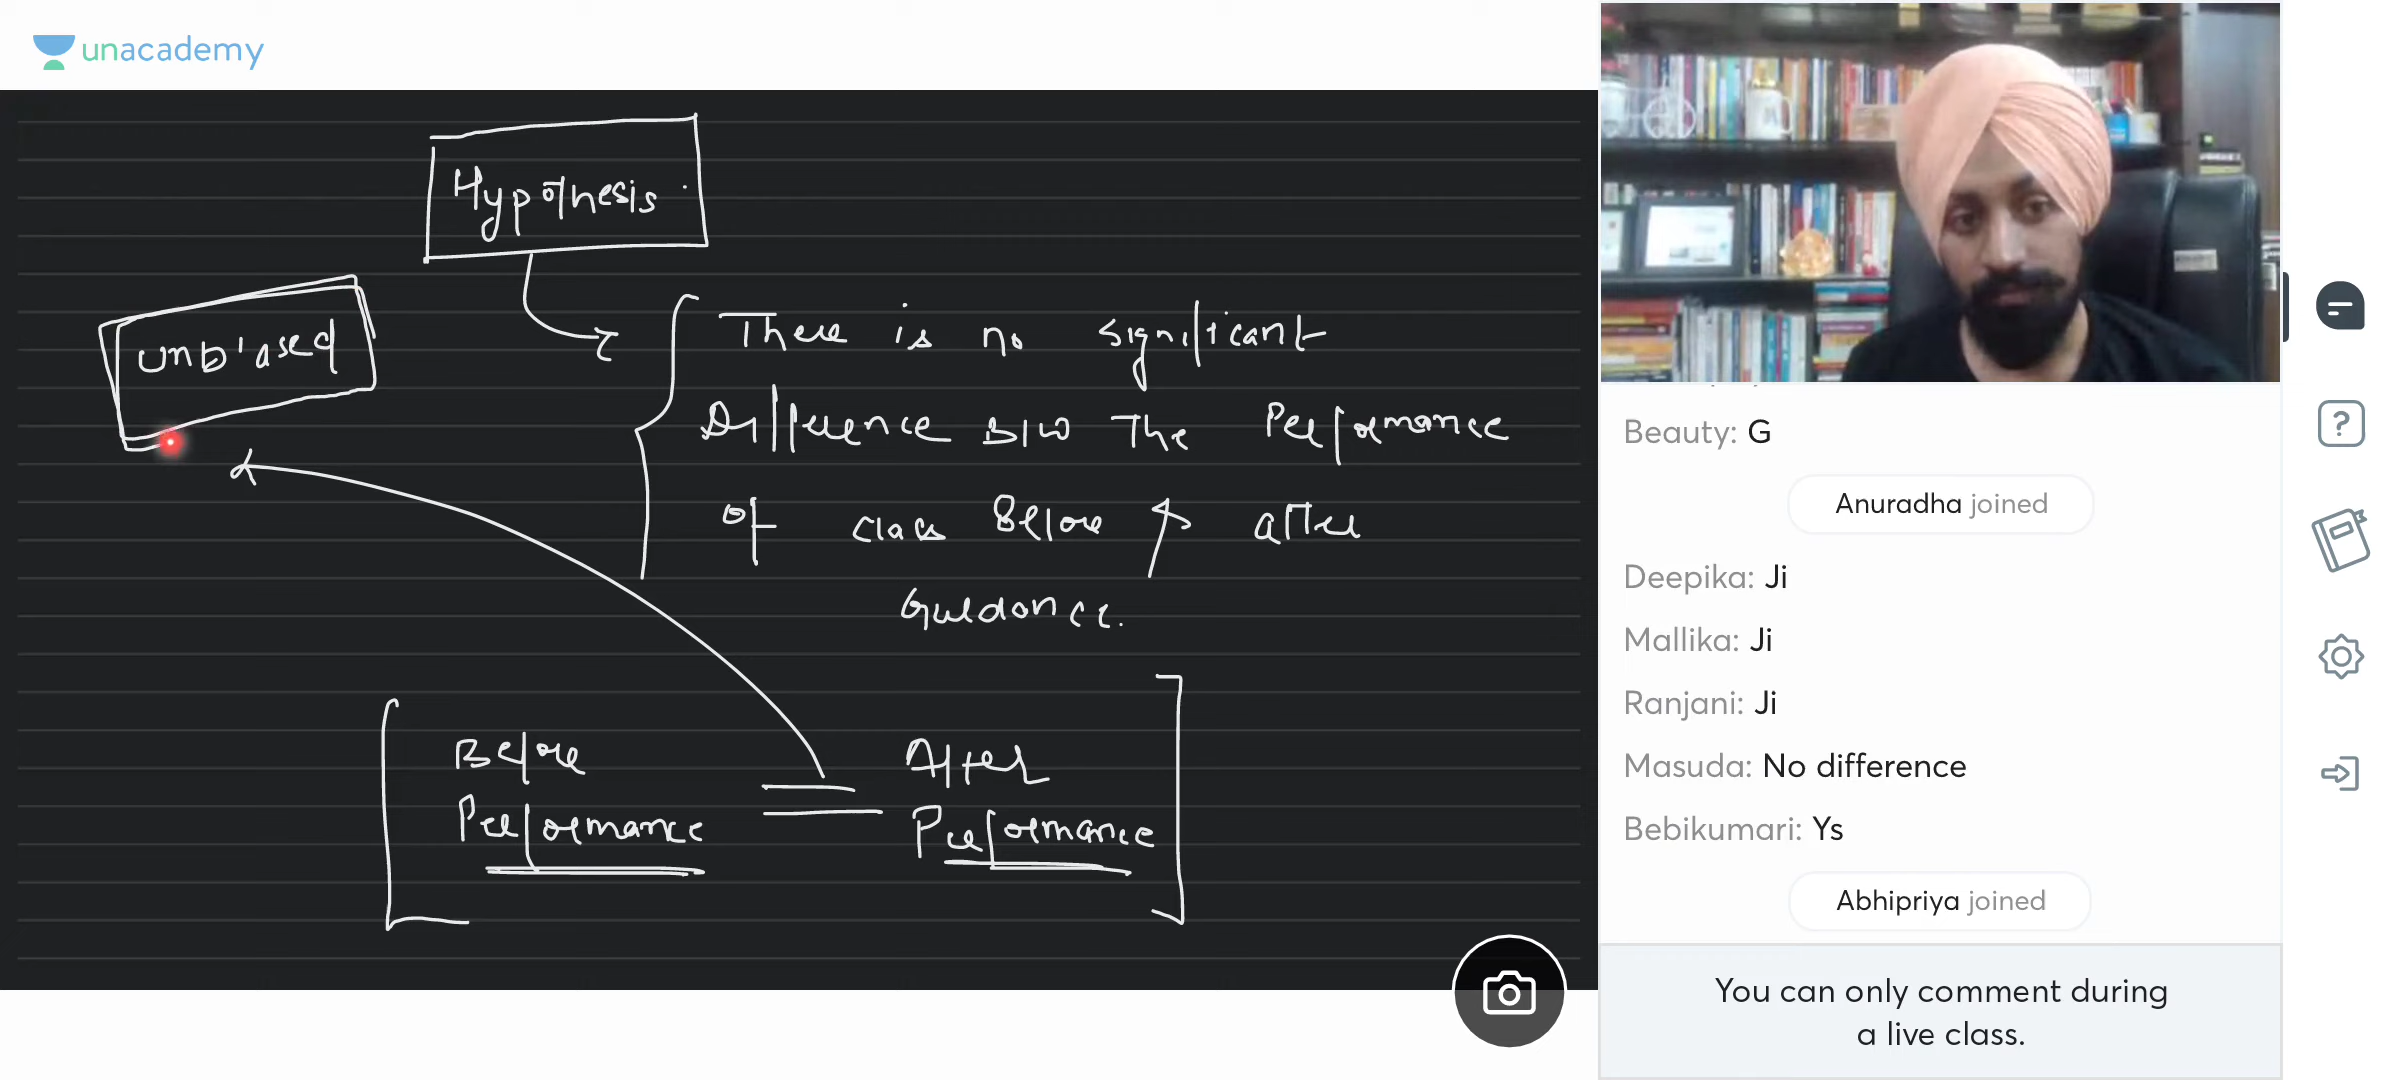 unacademy
Hypothesis.
unbiased
There is no significant
Difference B/w The Performance
of class Before & after
Guidance.
Before
Performance
=
After
Performance
Beauty: G
Anuradha joined
Deepika: Ji
Mallika: Ji
Ranjani: Ji
Masuda: No difference
Bebikumari: Ys
Abhipriya joined
You can only comment during
a live class.